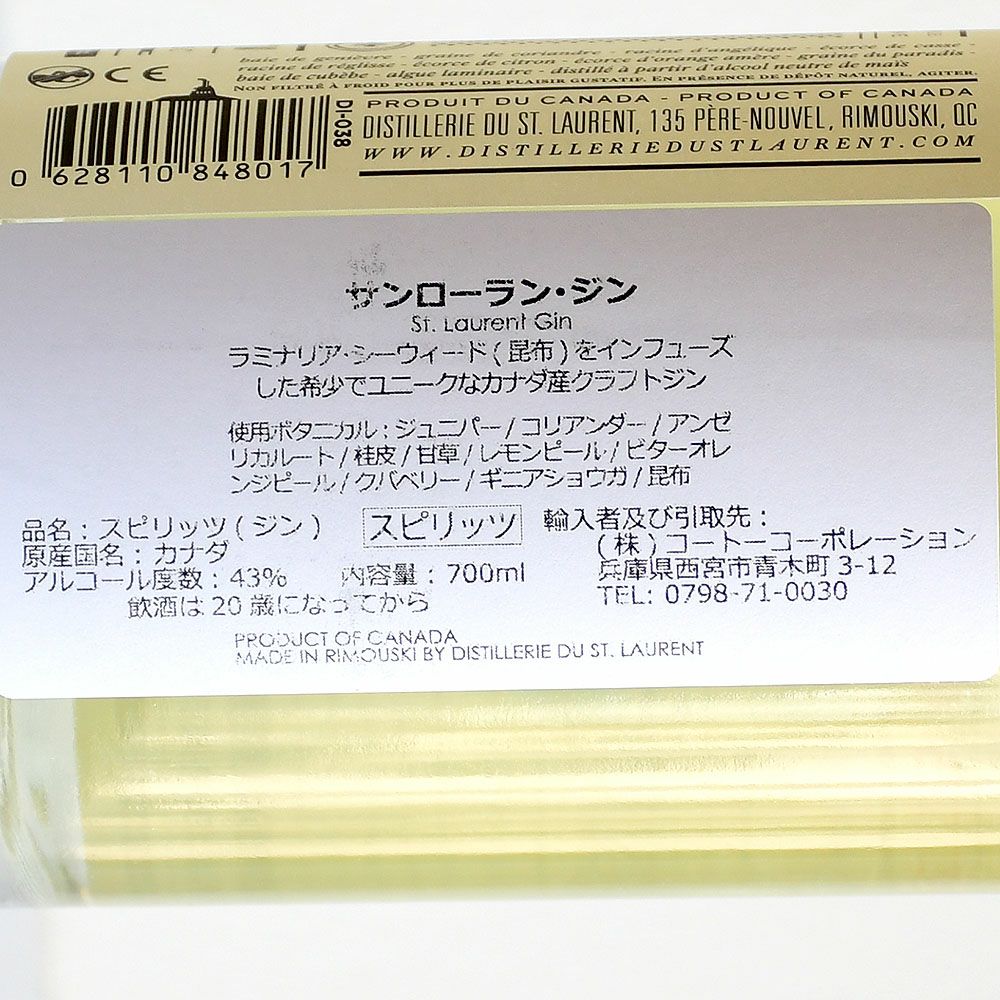 baie de genièvre - graine de coriandre - racine d'angélique - écorce de casse -
racine de réglisse - écorce de citron - écorce d'orange amère - graine du paradis -
baie de cubèbe - algue laminaire - distillé à partir d'alcool neutre de maïs
NON FILTRÉ À FROID POUR PLUS DE PLAISIR GUSTATIF. EN PRÉSENCE DE DÉPÔT NATUREL, AGITER.
CE
DI-038
PRODUIT DU CANADA - PRODUCT OF CANADA
DISTILLERIE DU ST. LAURENT, 135 PÈRE-NOUVEL, RIMOUSKI, QC
WWW.DISTILLERIEDUSTLAURENT.COM
0 628110 848017
サンローラン・ジン
St. Laurent Gin
ラミナリア・シーウィード(昆布)をインフューズ
した希少でユニークなカナダ産クラフトジン
使用ボタニカル：ジュニパー/コリアンダー/アンゼ
リカルート/桂皮/甘草/レモンピール/ビターオレ
ンジピール/クバベリー/ギニアショウガ/昆布
品名：スピリッツ(ジン)
原産国名：カナダ
アルコール度数：43% 内容量：700ml
飲酒は20歳になってから
スピリッツ
輸入者及び引取先：
(株)コートーコーポレーション
兵庫県西宮市青木町3-12
TEL: 0798-71-0030
PRODUCT OF CANADA
MADE IN RIMOUSKI BY DISTILLERIE DU ST. LAURENT